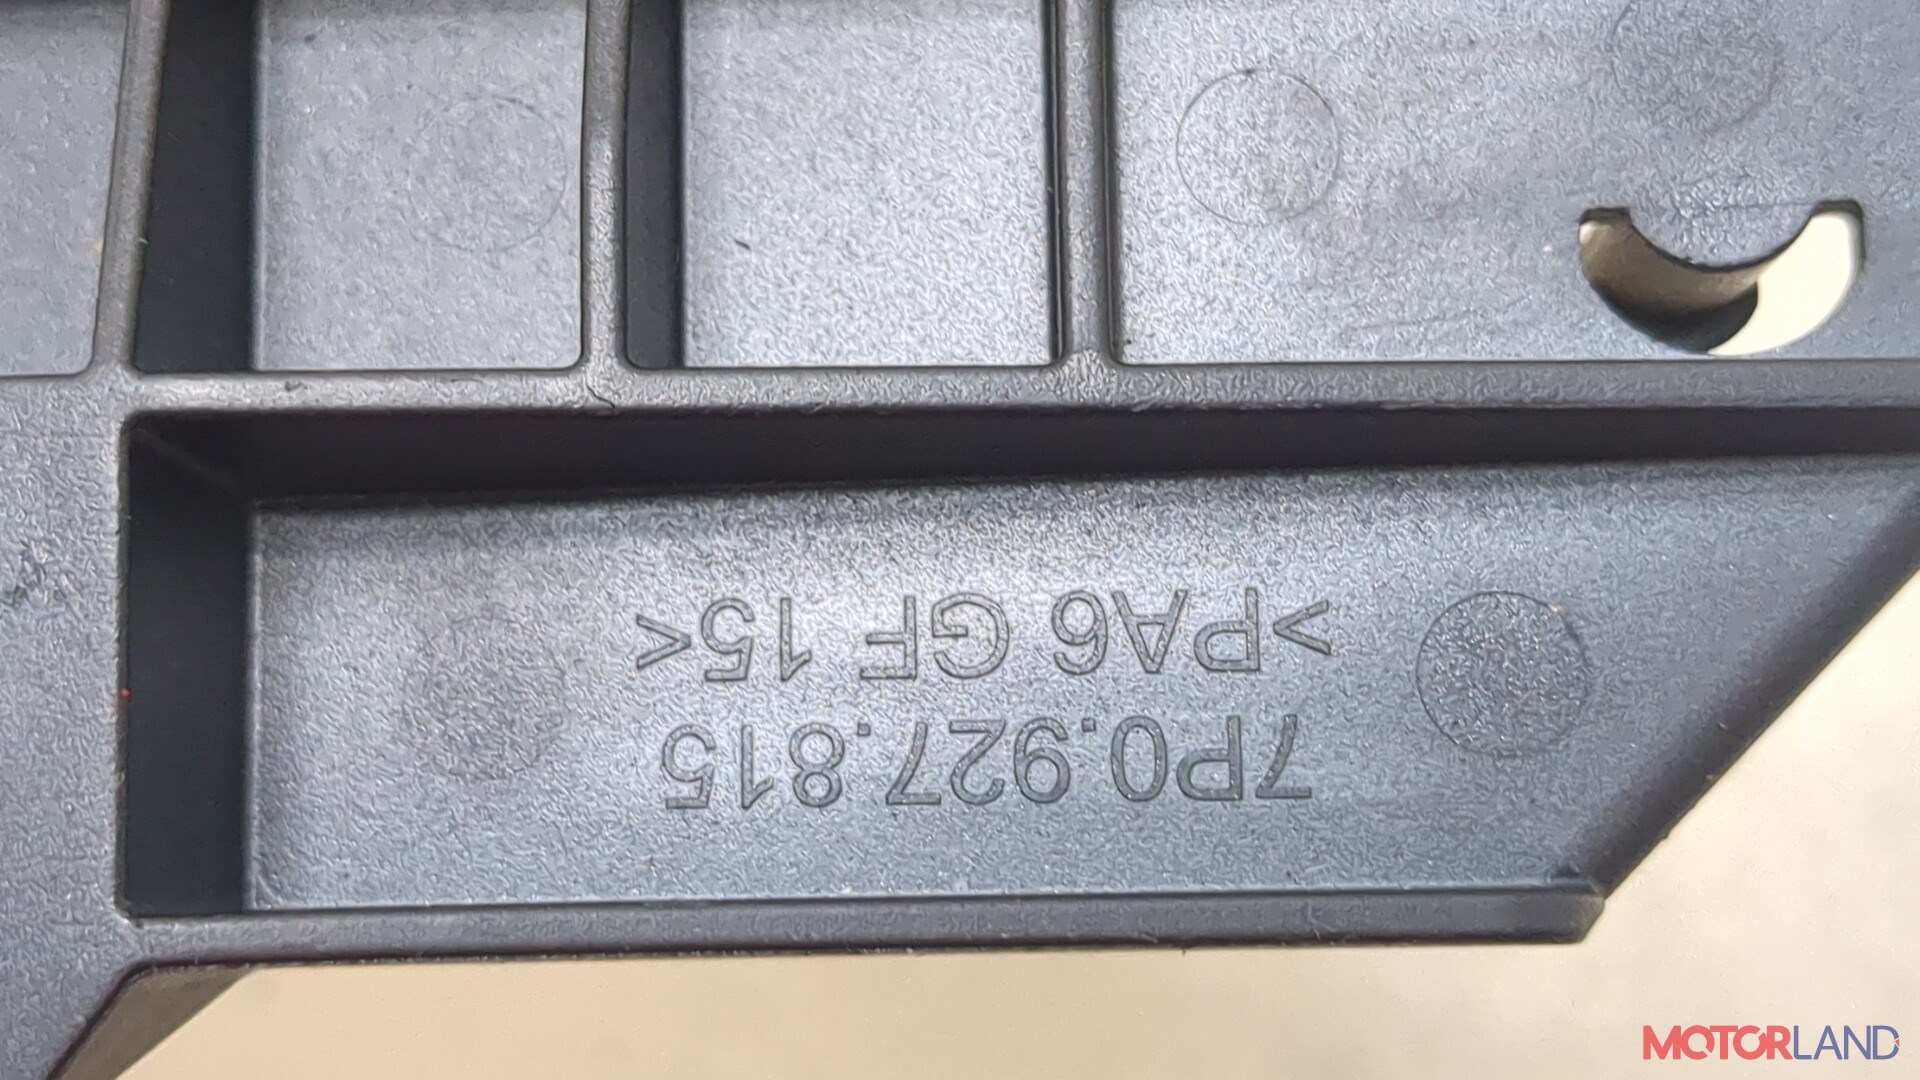 7P0.927.815
>PA6 GF 15<
MOTORLAND